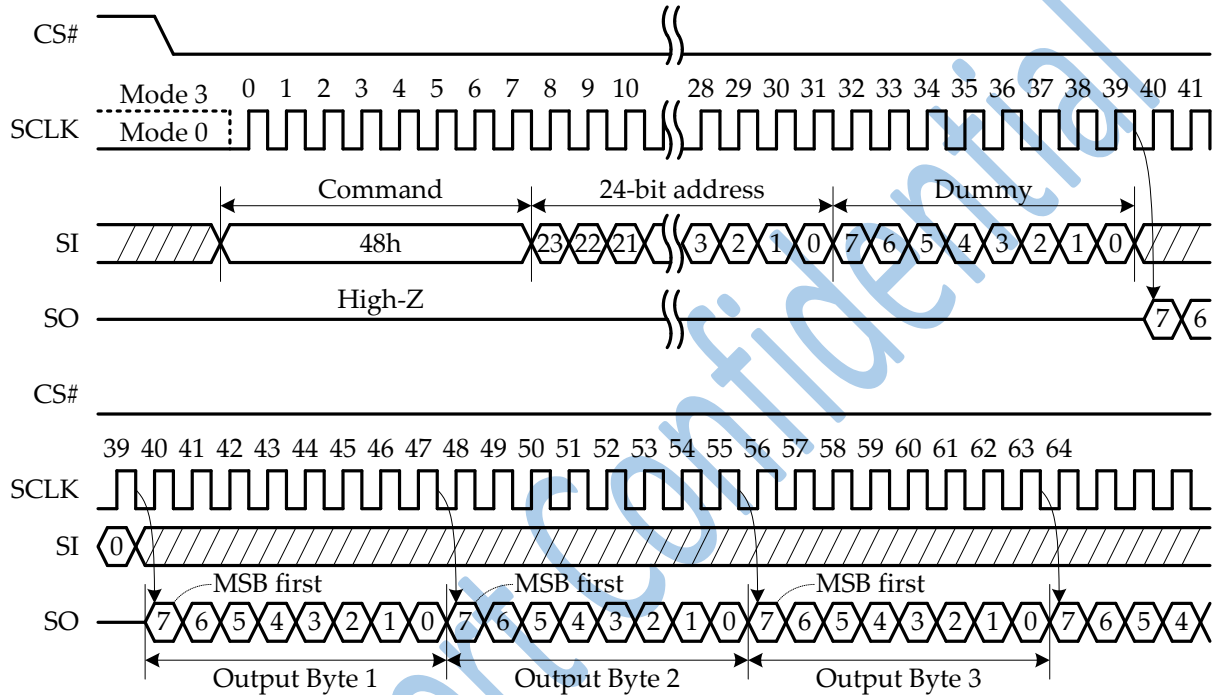 CS#
Mode 3
0 1 2 3 4 5 6 7 8 9 10 28 29 30 31 32 33 34 35 36 37 38 39 40 41
SCLK
Mode 0
Command 24-bit address Dummy
SI 48h 23 22 21 3 2 1 0 7 6 5 4 3 2 1 0
High-Z
SO 7 6
CS#
39 40 41 42 43 44 45 46 47 48 49 50 51 52 53 54 55 56 57 58 59 60 61 62 63 64
SCLK
SI 0
MSB first MSB first MSB first
SO 7 6 5 4 3 2 1 0 7 6 5 4 3 2 1 0 7 6 5 4 3 2 1 0 7 6 5 4
Output Byte 1 Output Byte 2 Output Byte 3
Confidential